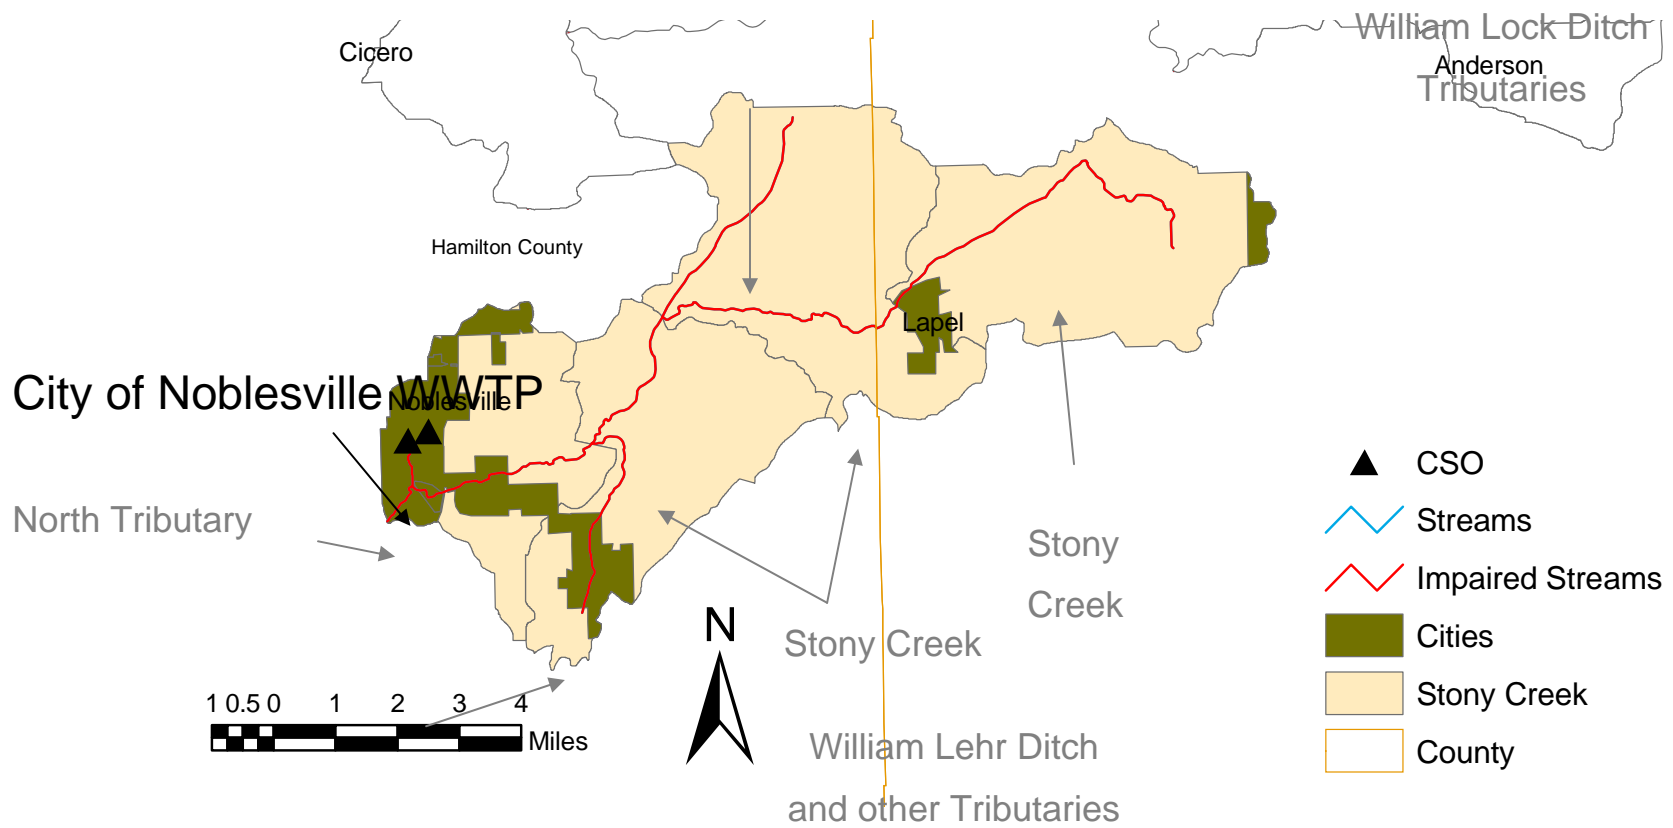 William Lock Ditch
Tributaries
Cicero
Anderson
Hamilton County
Lapel
City of Noblesville WWTP
Noblesville
North Tributary
Stony
Creek
Stony Creek
N
1 0.5 0 1 2 3 4
Miles
William Lehr Ditch
and other Tributaries
CSO
Streams
Impaired Streams
Cities
Stony Creek
County